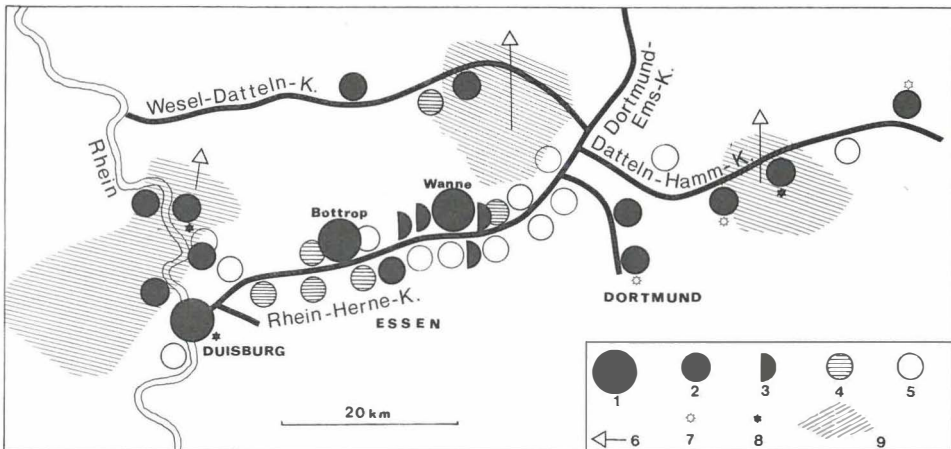 Wesel-Datteln-K.
Dortmund-
Ems-K.
Datteln-Hamm-K.
Rhein
Wanne
Bottrop
DORTMUND
Rhein-Herne-K.
ESSEN
DUISBURG
20 km
1
2
3
4
5
6
7
8
9